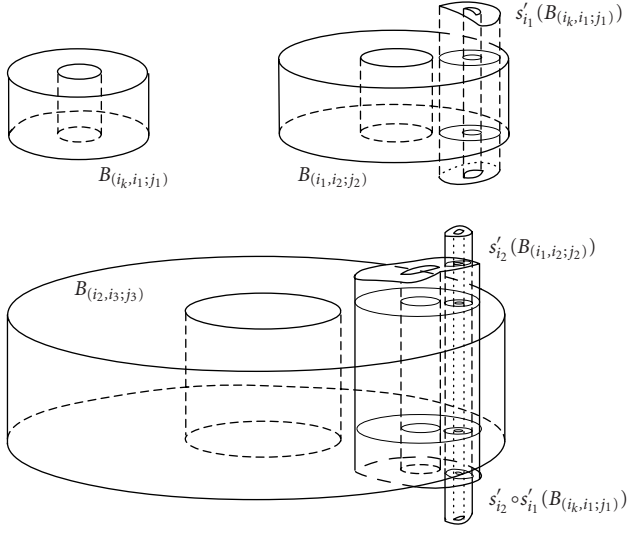 s′_{i_1}(B_{(i_k,i_1;j_1)})
B_{(i_k,i_1;j_1)}
B_{(i_1,i_2;j_2)}
s′_{i_2}(B_{(i_1,i_2;j_2)})
B_{(i_2,i_3;j_3)}
s′_{i_2}∘s′_{i_1}(B_{(i_k,i_1;j_1)})